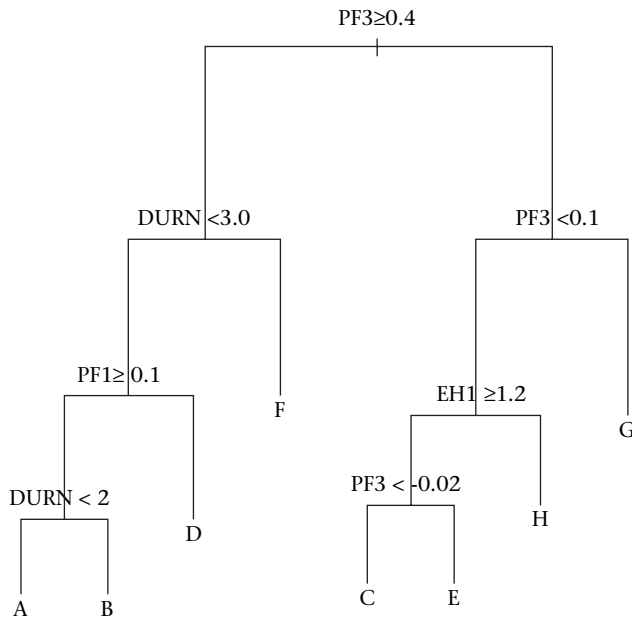 PF3≥0.4
DURN <3.0
PF3 <0.1
PF1≥ 0.1
EH1 ≥1.2
F
G
PF3 < -0.02
DURN < 2
H
D
C
E
A
B